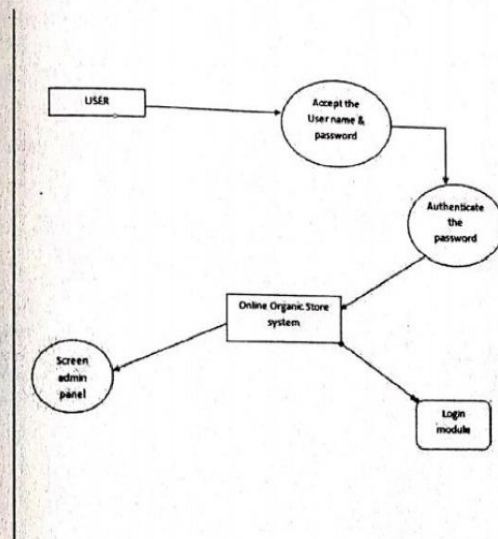 USER
Accept the
User name &
password
Authenticate
the
password
Online Organic Store
system
Screen
admin
panel
Login
module